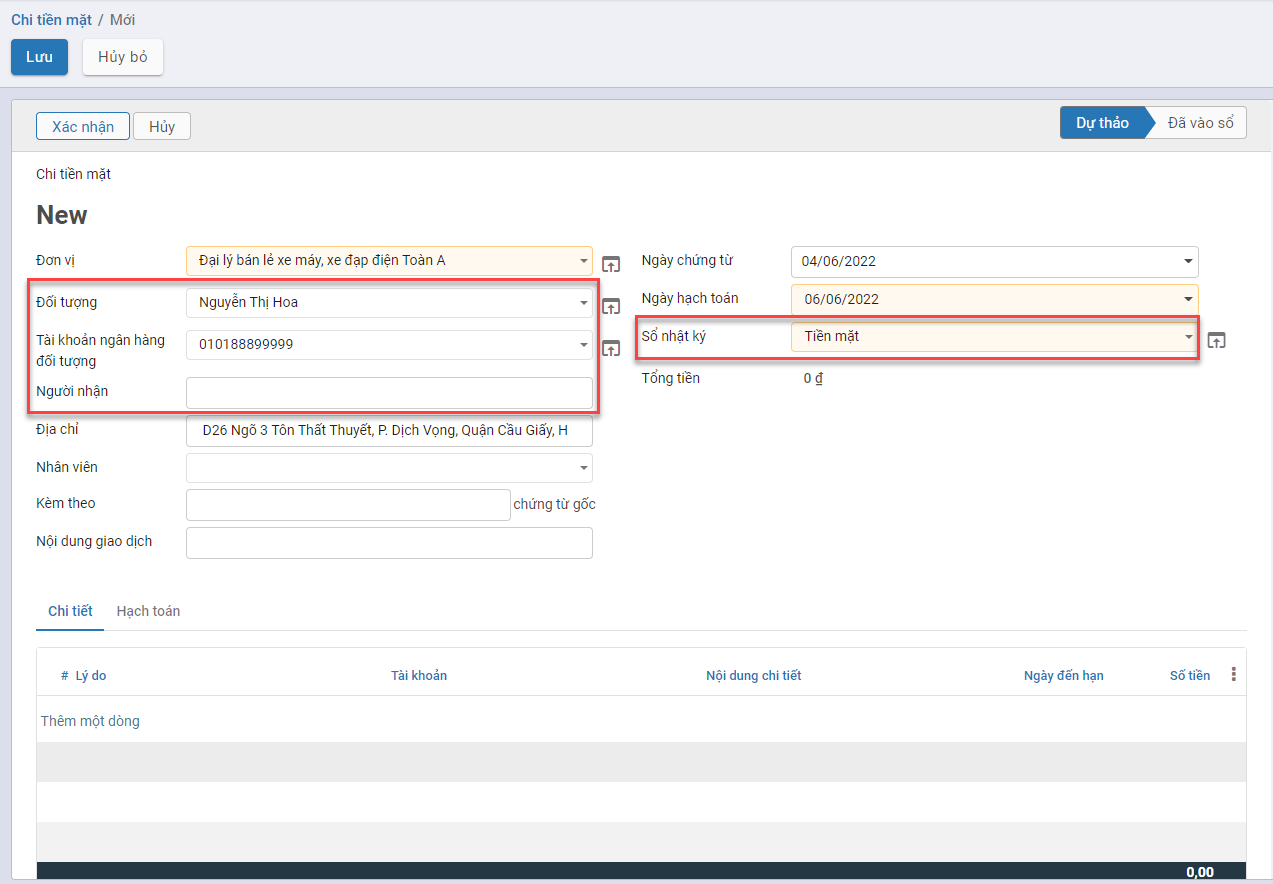 Chi tiền mặt / Mới
Lưu
Hủy bỏ
Xác nhận
Hủy
Dự thảo
Đã vào sổ
Chi tiền mặt
New
Đơn vị
Đại lý bán lẻ xe máy, xe đạp điện Toàn A
Đối tượng
Nguyễn Thị Hoa
Tài khoản ngân hàng
đối tượng
010188899999
Người nhận
Địa chỉ
D26 Ngõ 3 Tôn Thất Thuyết, P. Dịch Vọng, Quận Cầu Giấy, H
Nhân viên
Kèm theo
chứng từ gốc
Nội dung giao dịch
Ngày chứng từ
04/06/2022
Ngày hạch toán
06/06/2022
Sổ nhật ký
Tiền mặt
Tổng tiền
0 ₫
Chi tiết
Hạch toán
# Lý do
Tài khoản
Nội dung chi tiết
Ngày đến hạn
Số tiền
Thêm một dòng
0,00